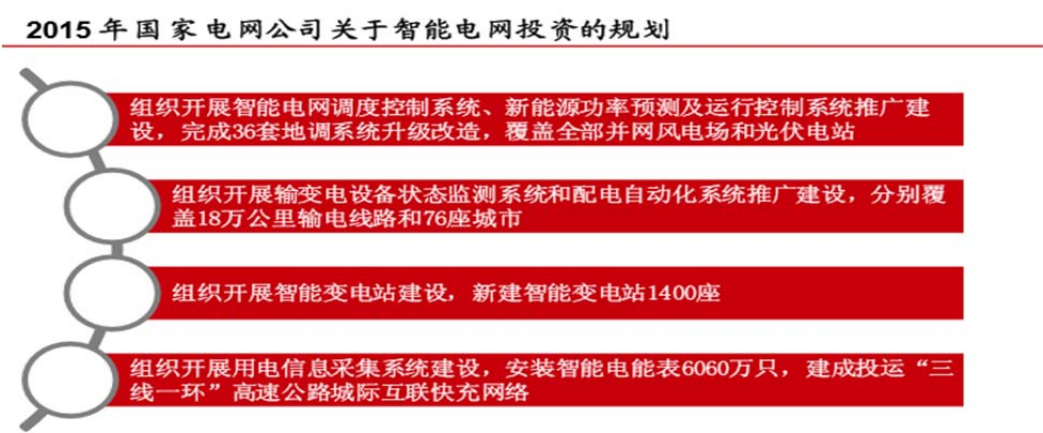 2015年国家电网公司关于智能电网投资的规划
组织开展智能电网调度控制系统、新能源功率预测及运行控制系统推广建
设，完成36套地调系统升级改造，覆盖全部并网风电场和光伏电站
组织开展输变电设备状态监测系统和配电自动化系统推广建设，分别覆
盖18万公里输电线路和76座城市
组织开展智能变电站建设，新建智能变电站1400座
组织开展用电信息采集系统建设，安装智能电能表6060万只，建成投运“三
线一环”高速公路城际互联快充网络